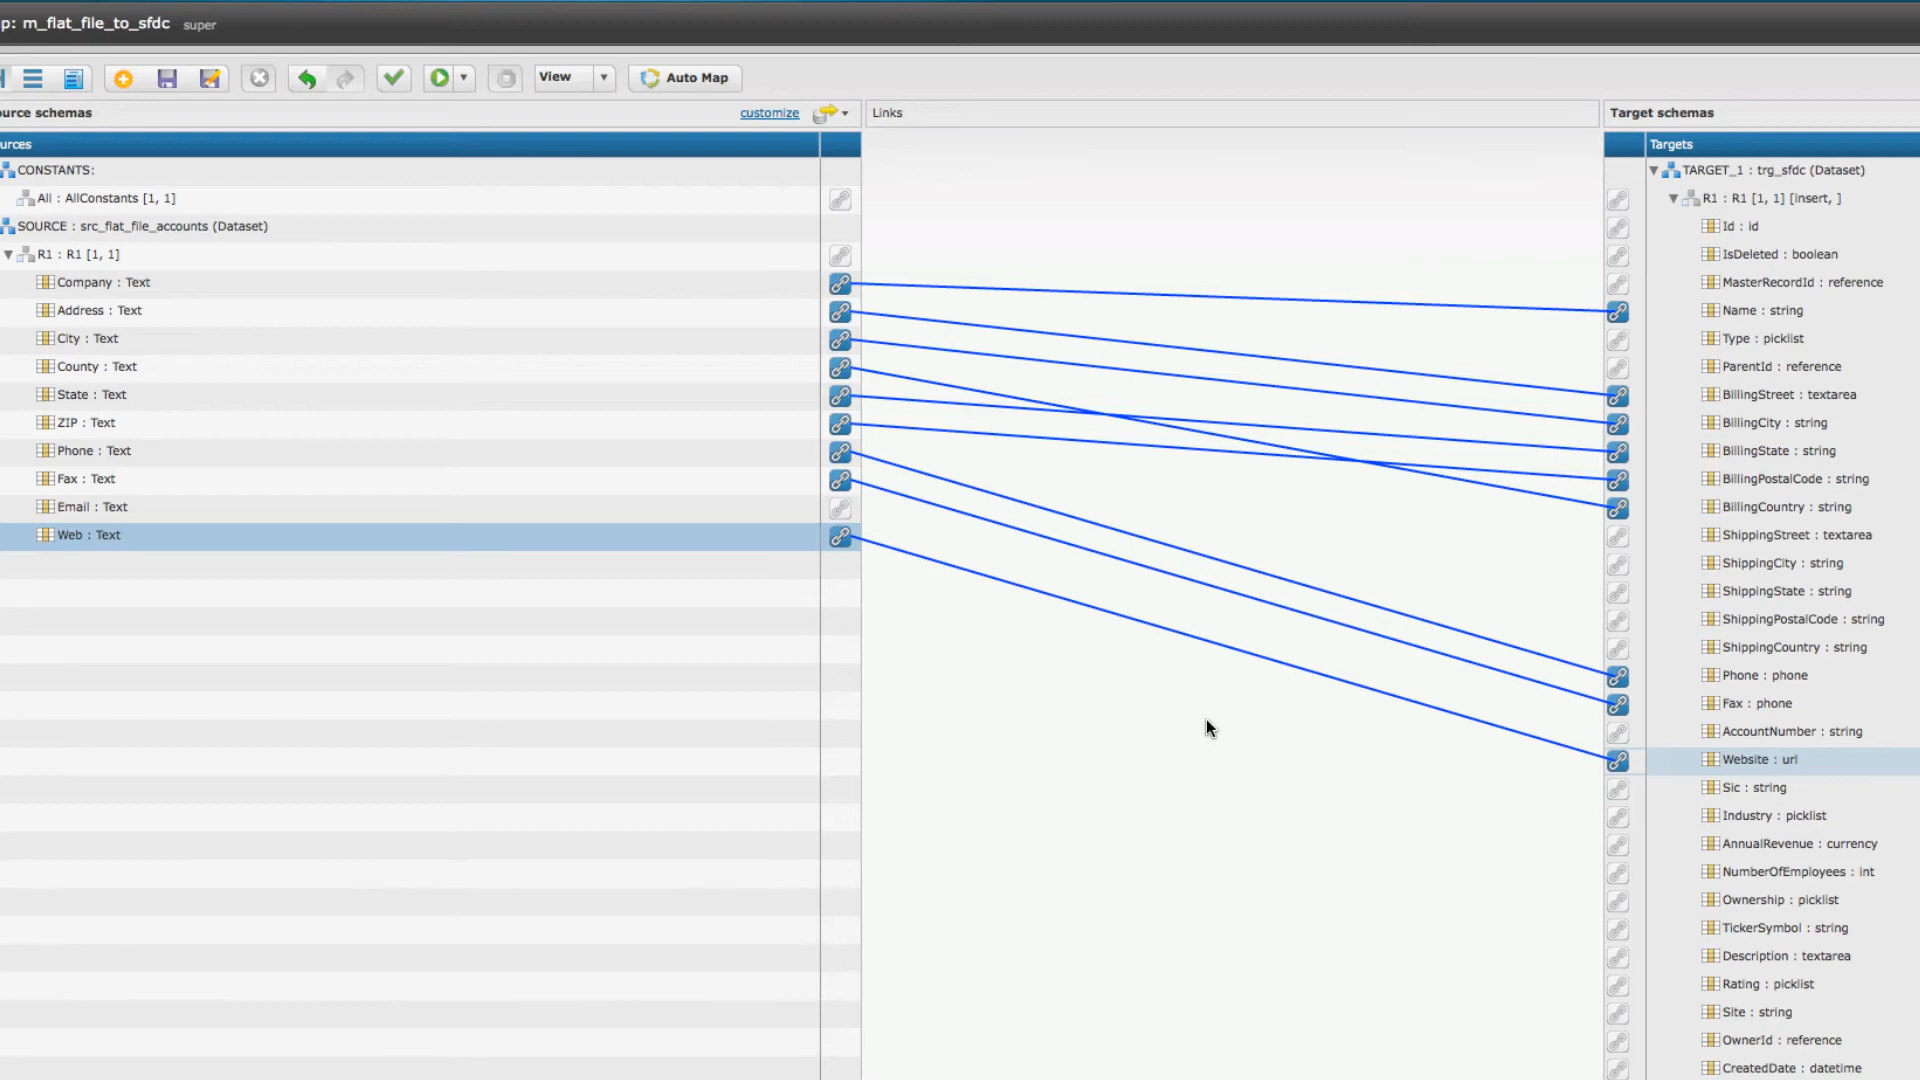 p: m_flat_file_to_sfdc super
View Auto Map
ource schemas customize
Links
Target schemas
urces
CONSTANTS:
All : AllConstants [1, 1]
SOURCE : src_flat_file_accounts (Dataset)
R1 : R1 [1, 1]
Company : Text
Address : Text
City : Text
County : Text
State : Text
ZIP : Text
Phone : Text
Fax : Text
Email : Text
Web : Text
Targets
TARGET_1 : trg_sfdc (Dataset)
R1 : R1 [1, 1] [insert, ]
Id : id
IsDeleted : boolean
MasterRecordId : reference
Name : string
Type : picklist
ParentId : reference
BillingStreet : textarea
BillingCity : string
BillingState : string
BillingPostalCode : string
BillingCountry : string
ShippingStreet : textarea
ShippingCity : string
ShippingState : string
ShippingPostalCode : string
ShippingCountry : string
Phone : phone
Fax : phone
AccountNumber : string
Website : url
Sic : string
Industry : picklist
AnnualRevenue : currency
NumberOfEmployees : int
Ownership : picklist
TickerSymbol : string
Description : textarea
Rating : picklist
Site : string
OwnerId : reference
CreatedDate : datetime